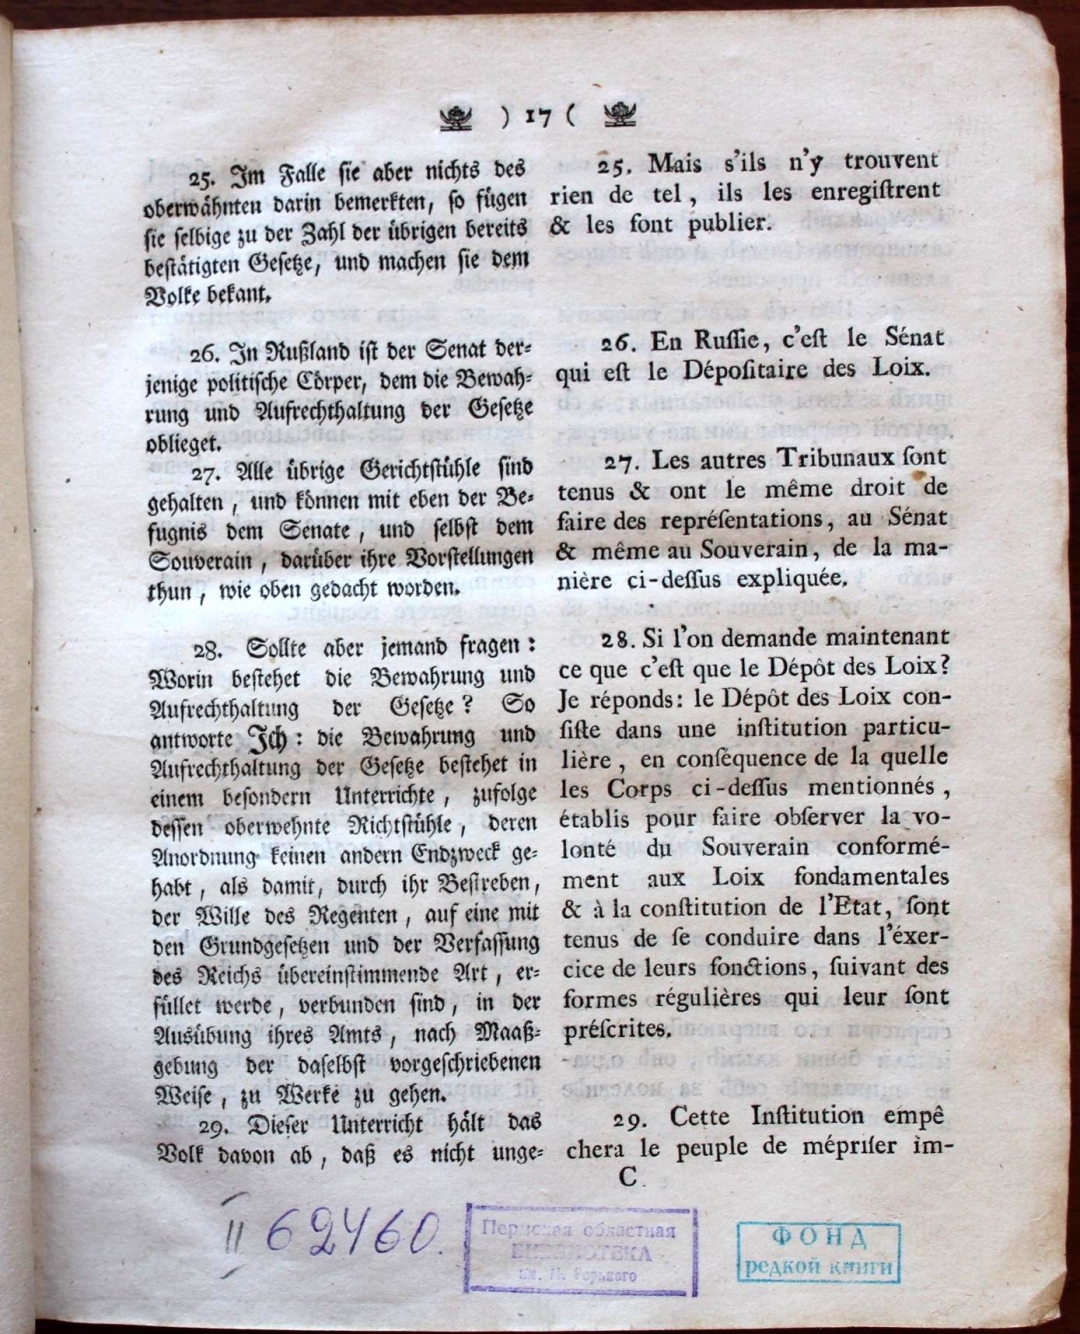 ) 17 (
25. Im Falle sie aber nichts des
oberwähnten darin bemerkten, so fügen
sie selbige zu der Zahl der übrigen bereits
bestätigten Gesetze, und machen sie dem
Volke bekant.
26. In Rußland ist der Senat der-
jenige politische Cörper, dem die Bewah-
rung und Aufrechthaltung der Gesetze
oblieget.
27. Alle übrige Gerichtstühle sind
gehalten, und können mit eben der Be-
fugnis dem Senate, und selbst dem
Souverain, darüber ihre Vorstellungen
thun, wie oben gedacht worden.
28. Sollte aber jemand fragen:
Worin bestehet die Bewahrung und
Aufrechthaltung der Gesetze? So
antworte Ich: die Bewahrung und
Aufrechthaltung der Gesetze bestehet in
einem besondern Unterrichte, zufolge
dessen oberwehnte Richtstühle, deren
Anordnung keinen andern Endzweck ge-
habt, als damit, durch ihr Bestreben,
der Wille des Regenten, auf eine mit
den Grundgesetzen und der Verfassung
des Reichs übereinstimmende Art, er-
füllet werde, verbunden sind, in der
Ausübung ihres Amts, nach Maaß-
gebung der daselbst vorgeschriebenen
Weise, zu Werke zu gehen.
29. Dieser Unterricht hält das
Volk davon ab, daß es nicht unge-
25. Mais s'ils n'y trouvent
rien de tel, ils les enregiſtrent
& les ſont publier.
26. En Ruſſie, c'eſt le Sénat
qui eſt le Dépoſitaire des Loix.
27. Les autres Tribunaux ſont
tenus & ont le même droit de
faire des repréſentations, au Sénat
& même au Souverain, de la ma-
nière ci-deſſus expliquée.
28. Si l'on demande maintenant
ce que c'eſt que le Dépôt des Loix?
Je réponds: le Dépôt des Loix con-
ſiſte dans une inſtitution particu-
lière, en conſéquence de la quelle
les Corps ci-deſſus mentionnés,
établis pour faire obſerver la vo-
lonté du Souverain conformé-
ment aux Loix fondamentales
& à la conſtitution de l'Etat, ſont
tenus de ſe conduire dans l'éxer-
cice de leurs fonctions, ſuivant des
formes régulières qui leur ſont
préſcrites.
29. Cette Inſtitution empê
chera le peuple de mépriſer im-
C
II 62460.
Пермская областная
БИБЛИОТЕКА
им. М. Горького
ФОНД
редкой книги